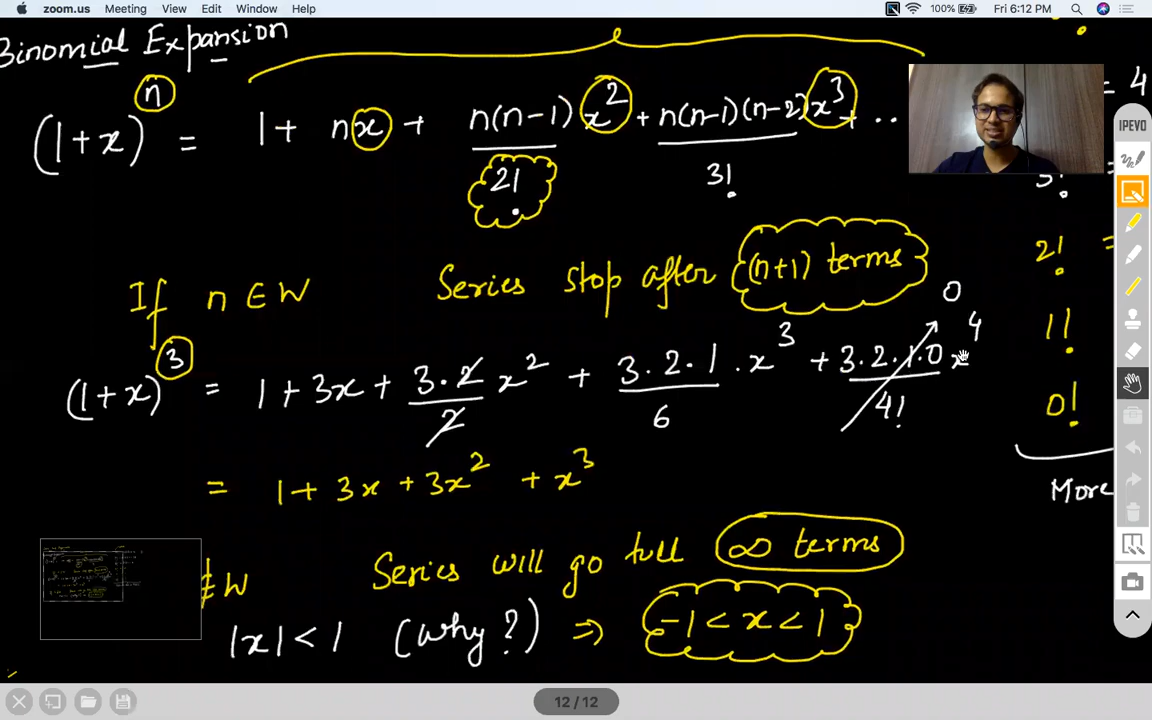 zoom.us Meeting View Edit Window Help 100% Fri 6:12 PM
Binomial Expansion
(1+x)^n = 1 + nx + n(n-1)/2! x^2 + n(n-1)(n-2)/3! x^3 + ..
= 4
IPEVO
3! =
2! =
1!
0!
More
If n ∈ W Series stop after (n+1) terms
(1+x)^3 = 1 + 3x + 3·2/2 x^2 + 3·2·1/6 · x^3 + 3·2·1·0/4! x^4 0
= 1 + 3x + 3x^2 + x^3
∉ W Series will go till ∞ terms
|x| < 1 (why?) ⇒ -1 < x < 1
12 / 12